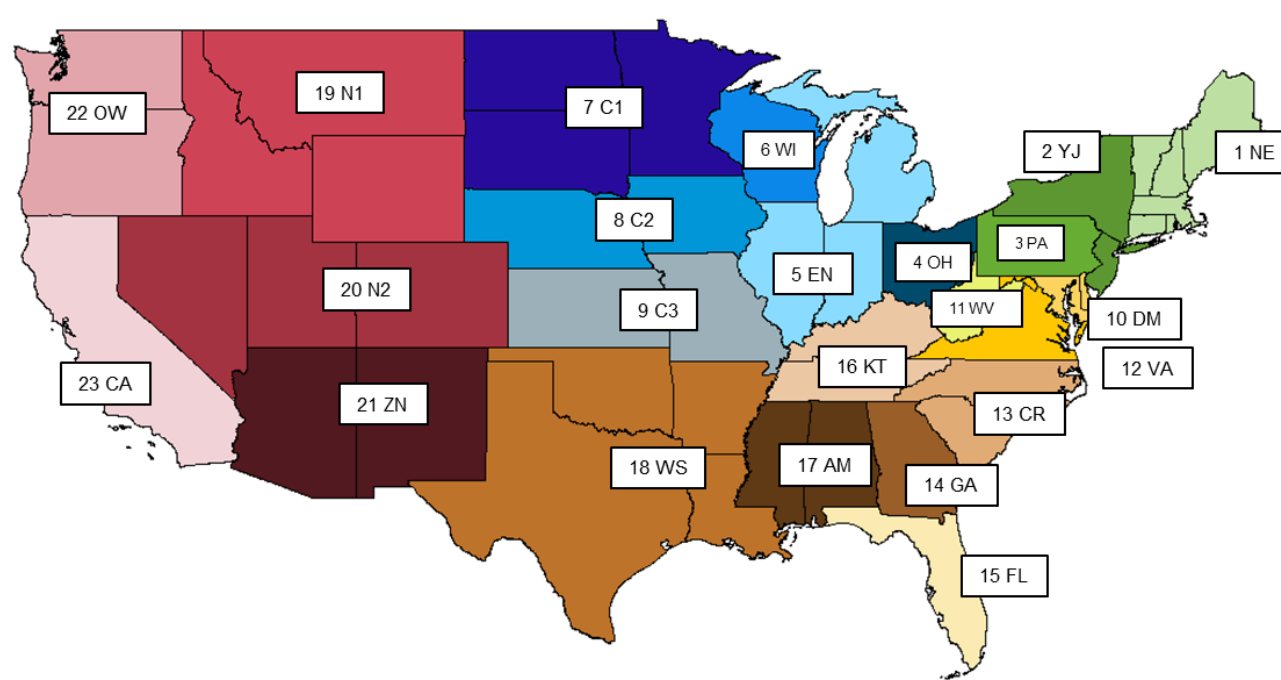 19 N1
22 OW
7 C1
6 WI
2 YJ
1 NE
8 C2
3 PA
4 OH
5 EN
20 N2
9 C3
11 WV
10 DM
12 VA
16 KT
23 CA
21 ZN
13 CR
18 WS
17 AM
14 GA
15 FL